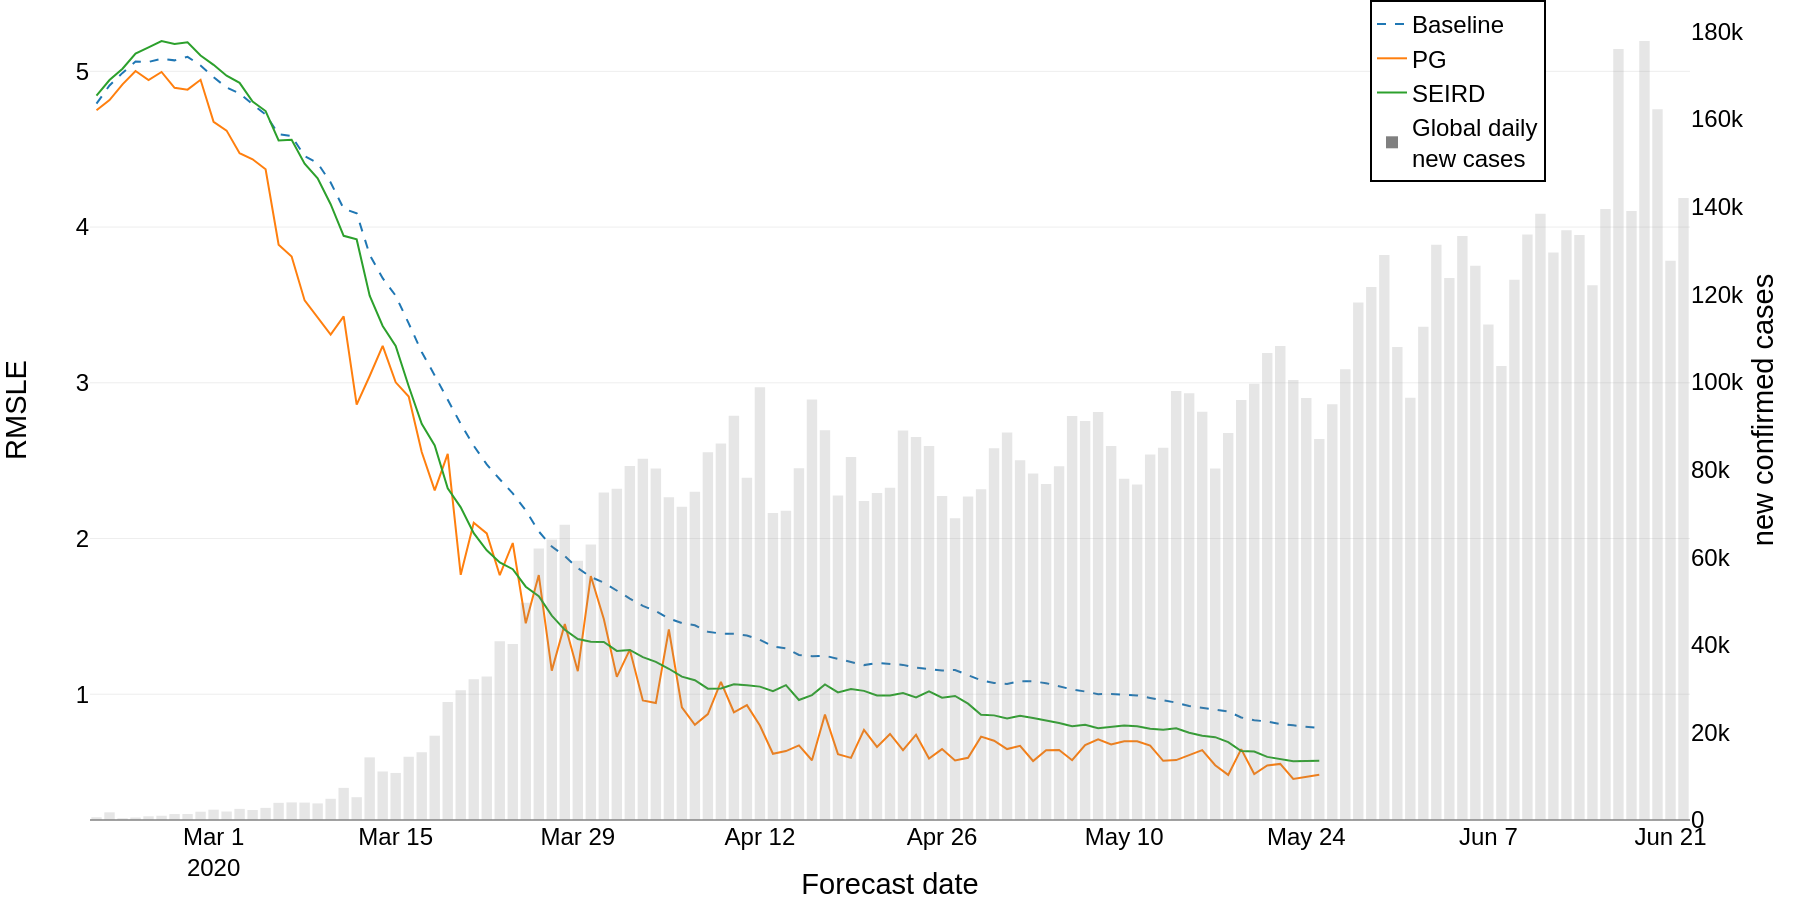 Baseline
PG
SEIRD
Global daily
new cases
RMSLE
5
4
3
2
1
180k
160k
140k
120k
100k
80k
60k
40k
20k
0
new confirmed cases
Mar 1
2020
Mar 15
Mar 29
Apr 12
Apr 26
May 10
May 24
Jun 7
Jun 21
Forecast date